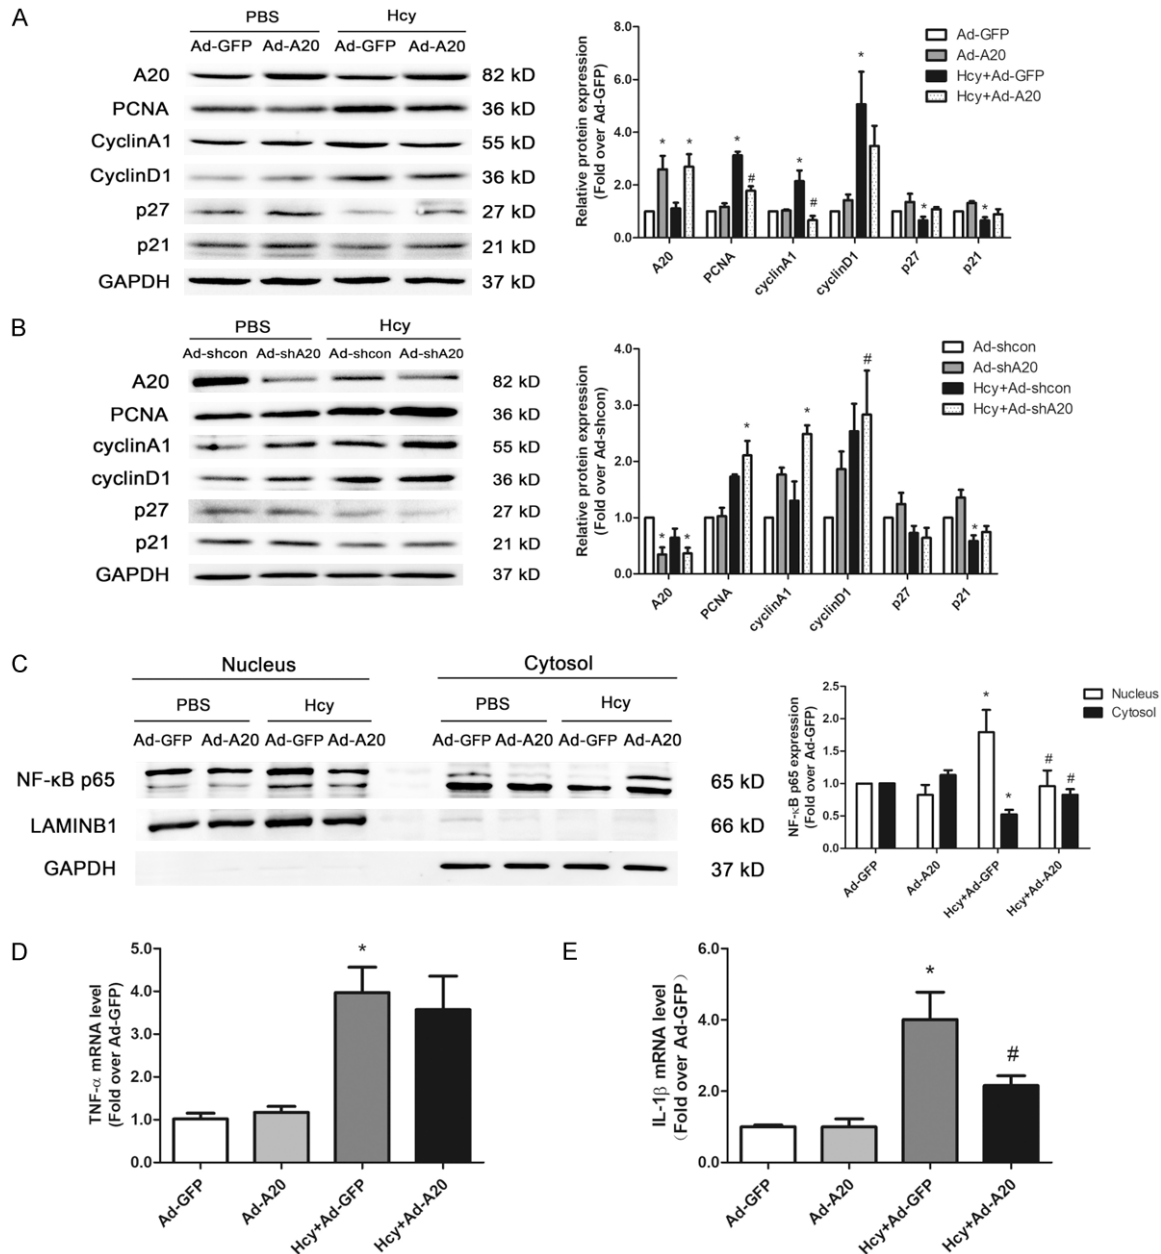 A
PBS Hcy
Ad-GFP Ad-A20 Ad-GFP Ad-A20
A20 82 kD
PCNA 36 kD
CyclinA1 55 kD
CyclinD1 36 kD
p27 27 kD
p21 21 kD
GAPDH 37 kD
Relative protein expression
(Fold over Ad-GFP)
8.0
6.0
4.0
2.0
0.0
Ad-GFP
Ad-A20
Hcy+Ad-GFP
Hcy+Ad-A20
* * * # * # * * *
A20 PCNA cyclinA1 cyclinD1 p27 p21
B
PBS Hcy
Ad-shcon Ad-shA20 Ad-shcon Ad-shA20
A20 82 kD
PCNA 36 kD
cyclinA1 55 kD
cyclinD1 36 kD
p27 27 kD
p21 21 kD
GAPDH 37 kD
Relative protein expression
(Fold over Ad-shcon)
4.0
3.0
2.0
1.0
0.0
Ad-shcon
Ad-shA20
Hcy+Ad-shcon
Hcy+Ad-shA20
* * * * # *
A20 PCNA cyclinA1 cyclinD1 p27 p21
C
Nucleus Cytosol
PBS Hcy PBS Hcy
Ad-GFP Ad-A20 Ad-GFP Ad-A20 Ad-GFP Ad-A20 Ad-GFP Ad-A20
NF-κB p65 65 kD
LAMINB1 66 kD
GAPDH 37 kD
NF-κB p65 expression
(Fold over Ad-GFP)
2.5
2.0
1.5
1.0
0.5
0.0
Nucleus
Cytosol
* * # #
Ad-GFP Ad-A20 Hcy+Ad-GFP Hcy+Ad-A20
D
TNF-α mRNA level
(Fold over Ad-GFP)
5.0
4.0
3.0
2.0
1.0
0.0
*
Ad-GFP Ad-A20 Hcy+Ad-GFP Hcy+Ad-A20
E
IL-1β mRNA level
(Fold over Ad-GFP)
6.0
4.0
2.0
0.0
* #
Ad-GFP Ad-A20 Hcy+Ad-GFP Hcy+Ad-A20